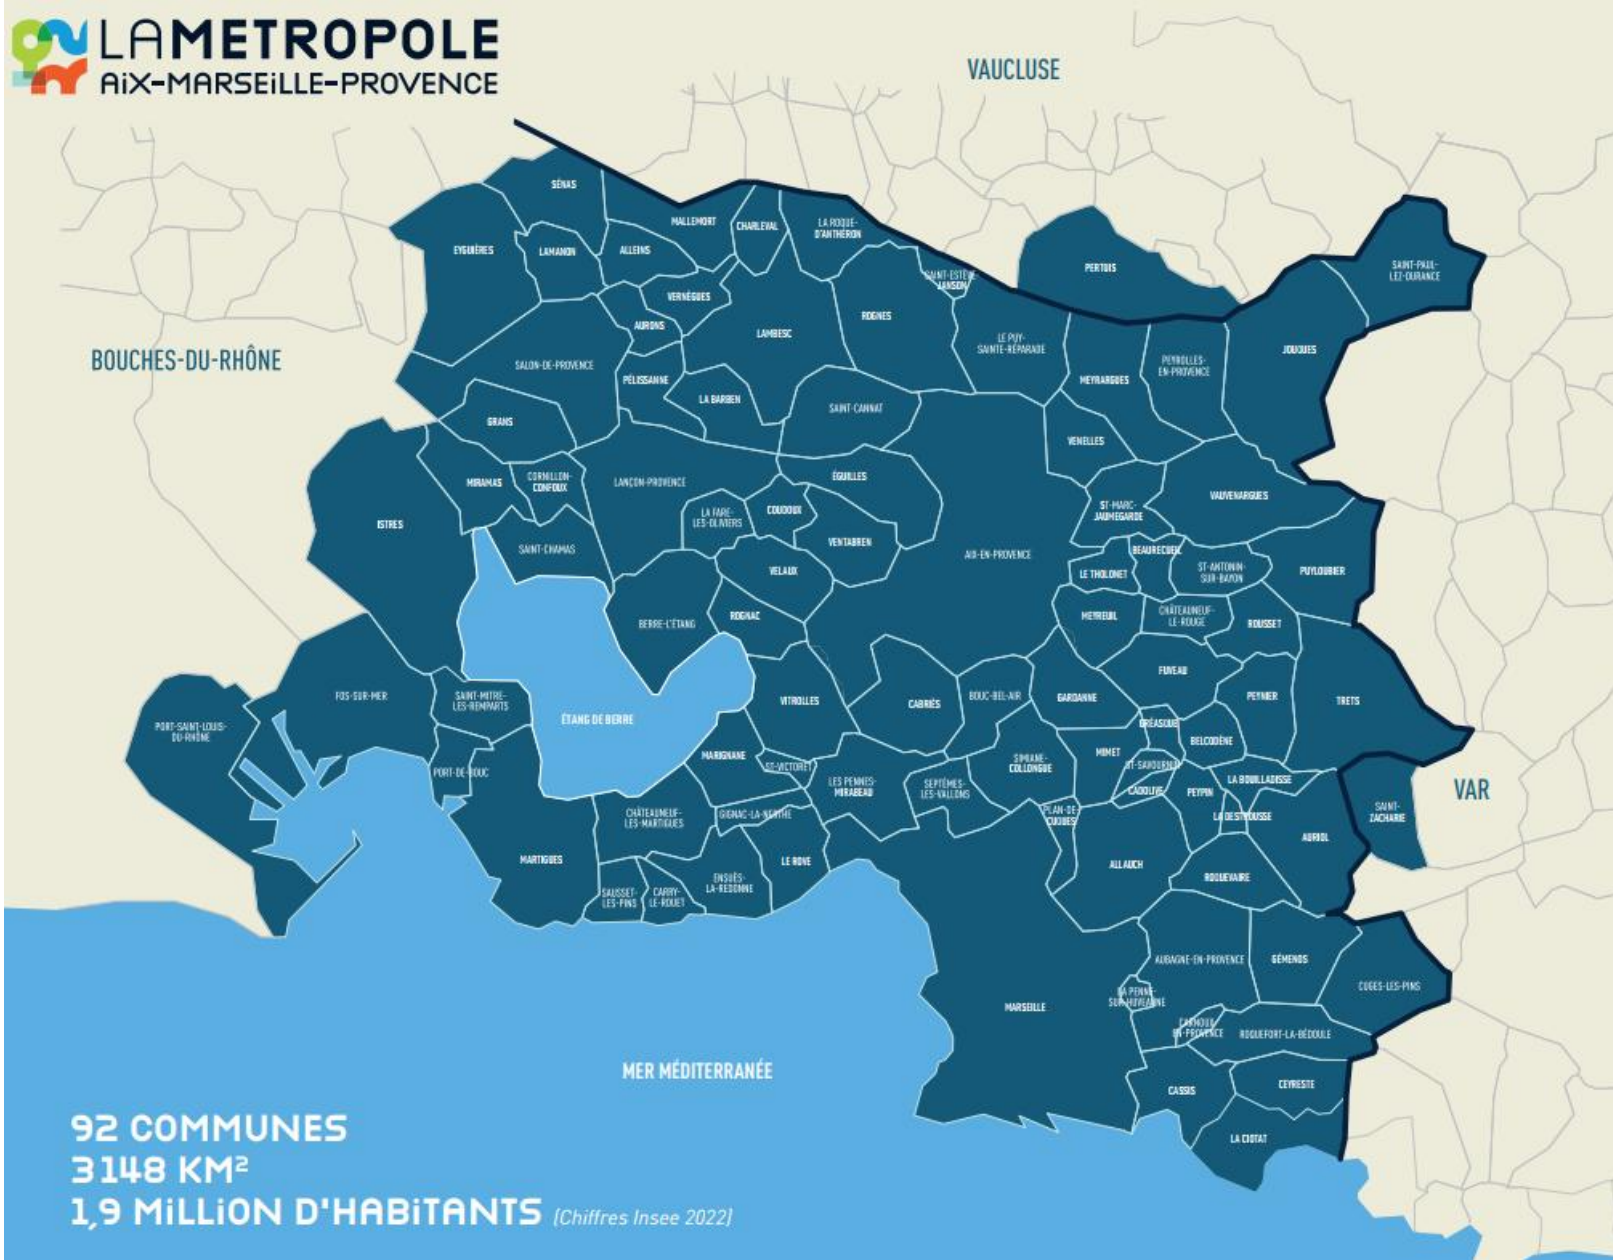 LAMETROPOLE
AiX-MARSEiLLE-PROVENCE
VAUCLUSE
SÉNAS
MALLEMORT
CHARLEVAL
LA ROQUE-
D'ANTHÉRON
EYGUIÈRES
LAMANON
ALLEINS
PERTUIS
SAINT-PAUL-
LEZ-DURANCE
SAINT-ESTÈVE
JANSON
VERNÈGUES
AURONS
LAMBESC
ROGNES
LE PUY-
SAINTE-RÉPARADE
JOUQUES
BOUCHES-DU-RHÔNE
SALON-DE-PROVENCE
PÉLISSANNE
MEYRARGUES
PEYROLLES-
EN-PROVENCE
LA BARBEN
SAINT-CANNAT
GRANS
VENELLES
MIRAMAS
CORNILLON-
CONFOUX
LANÇON-PROVENCE
ÉGUILLES
VAUVENARGUES
ISTRES
LA FARE-
LES-OLIVIERS
COUDOUX
ST-MARC-
JAUMEGARDE
SAINT-CHAMAS
VENTABREN
AIX-EN-PROVENCE
BEAURECUEIL
VELAUX
LE THOLONET
ST-ANTONIN-
SUR-BAYON
PUYLOUBIER
BERRE-L'ÉTANG
ROGNAC
MEYREUIL
CHÂTEAUNEUF-
LE-ROUGE
ROUSSET
FUVEAU
FOS-SUR-MER
SAINT-MITRE-
LES-REMPARTS
ÉTANG DE BERRE
VITROLLES
CABRIÈS
BOUC-BEL-AIR
GARDANNE
PEYNIER
TRETS
PORT-SAINT-LOUIS-
DU-RHÔNE
GRÉASQUE
BELCODÈNE
MARIGNANE
ST-VICTORET
PORT-DE-BOUC
LES PENNES-
MIRABEAU
SEPTÈMES-
LES-VALLONS
SIMIANE-
COLLONGUE
MIMET
ST-SAVOURNIN
CADOLIVE
PEYPIN
LA BOUILLADISSE
VAR
CHÂTEAUNEUF-
LES-MARTIGUES
GIGNAC-LA-NERTHE
PLAN-DE-
CUQUES
LA DESTROUSSE
AURIOL
SAINT-
ZACHARIE
MARTIGUES
LE ROVE
ALLAUCH
ROQUEVAIRE
SAUSSET-
LES-PINS
CARRY-
LE-ROUET
ENSUÈS-
LA-REDONNE
AUBAGNE-EN-PROVENCE
GÉMENOS
CUGES-LES-PINS
MARSEILLE
LA PENNE-
SUR-HUVEAUNE
CARNOUX
EN-PROVENCE
ROQUEFORT-LA-BÉDOULE
MER MÉDITERRANÉE
CASSIS
CEYRESTE
LA CIOTAT
92 COMMUNES
3148 KM²
1,9 MiLLiON D'HABiTANTS (Chiffres Insee 2022)